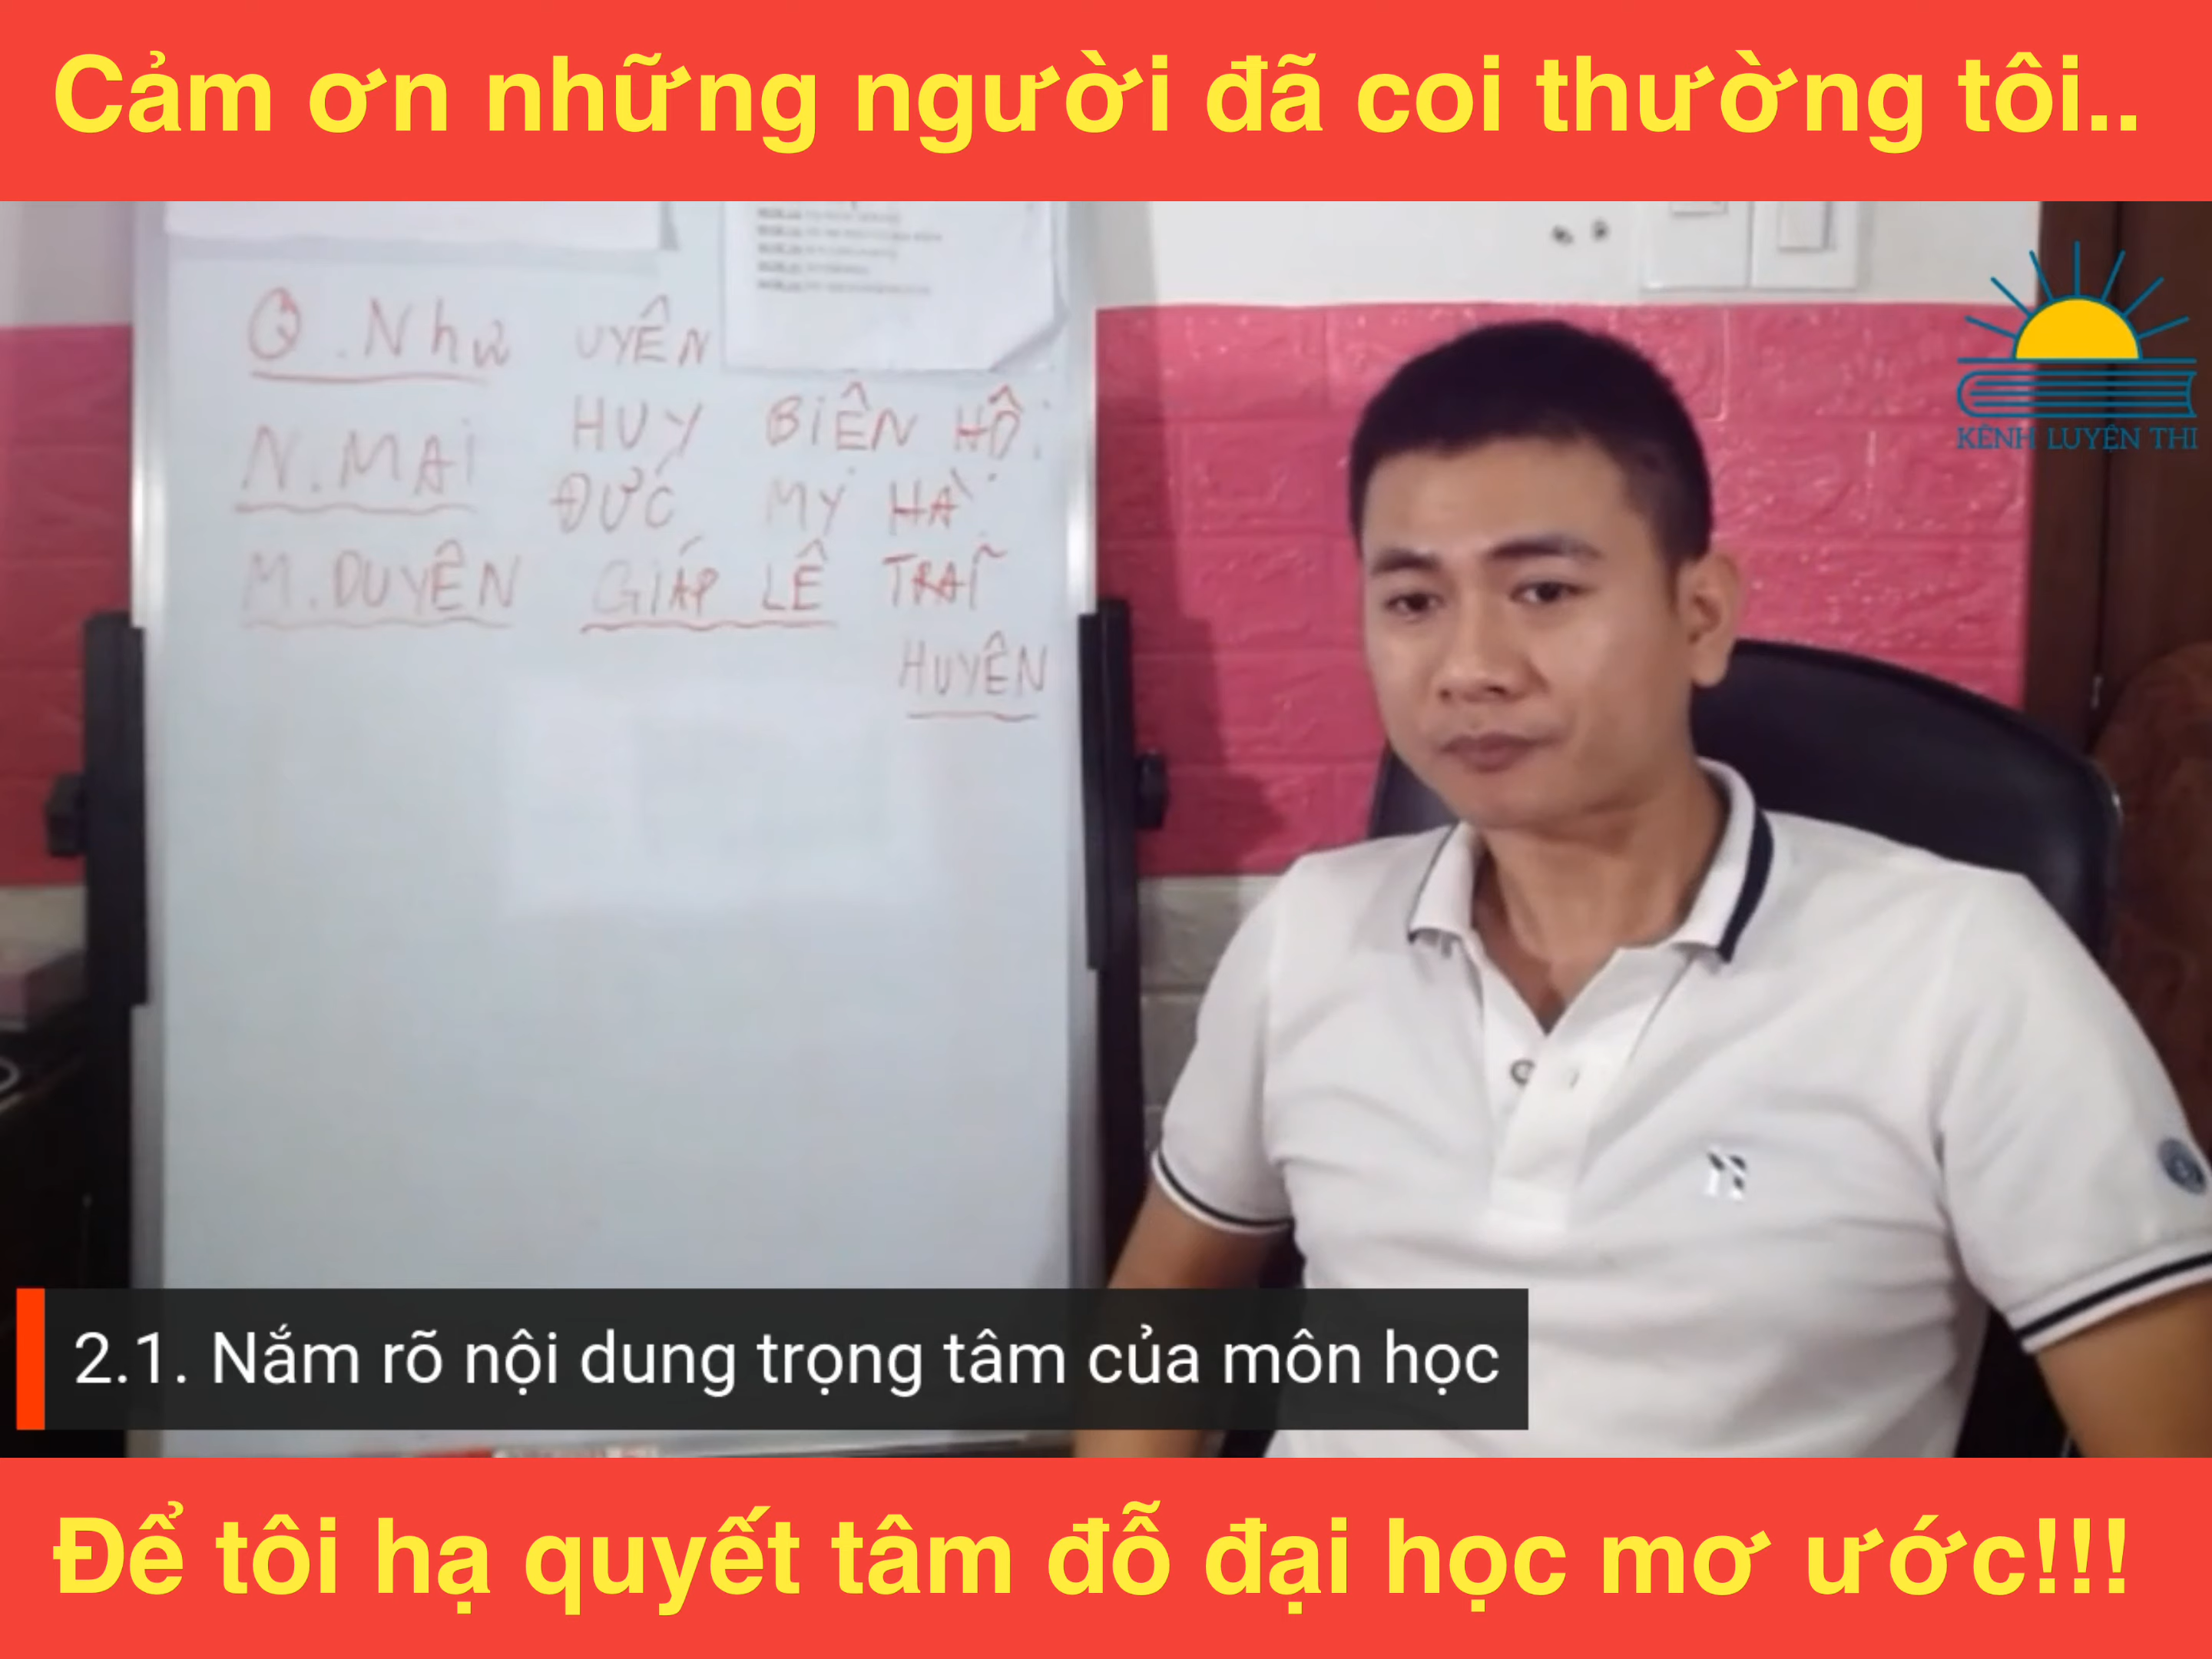 Cảm ơn những người đã coi thường tôi..
KÊNH LUYỆN THI
Q.Như UYÊN
N.MAI HUY BIÊN HỘI
ĐỨC MỸ HÀ
M.DUYÊN GIÁP LÊ TRÃI
HUYÊN
2.1. Nắm rõ nội dung trọng tâm của môn học
Để tôi hạ quyết tâm đỗ đại học mơ ước!!!